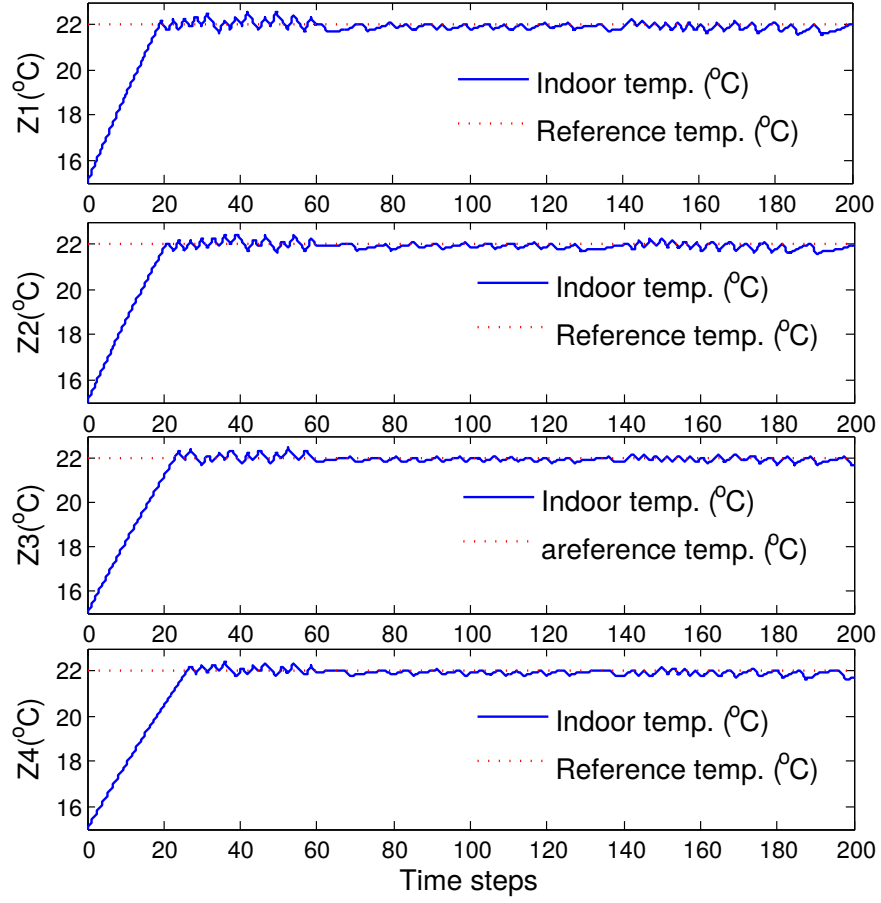 22
20
18
16
Z1(°C)
Indoor temp. (°C)
Reference temp. (°C)
0 20 40 60 80 100 120 140 160 180 200
22
20
18
16
Z2(°C)
Indoor temp. (°C)
Reference temp. (°C)
0 20 40 60 80 100 120 140 160 180 200
22
20
18
16
Z3(°C)
Indoor temp. (°C)
areference temp. (°C)
0 20 40 60 80 100 120 140 160 180 200
22
20
18
16
Z4(°C)
Indoor temp. (°C)
Reference temp. (°C)
0 20 40 60 80 100 120 140 160 180 200
Time steps